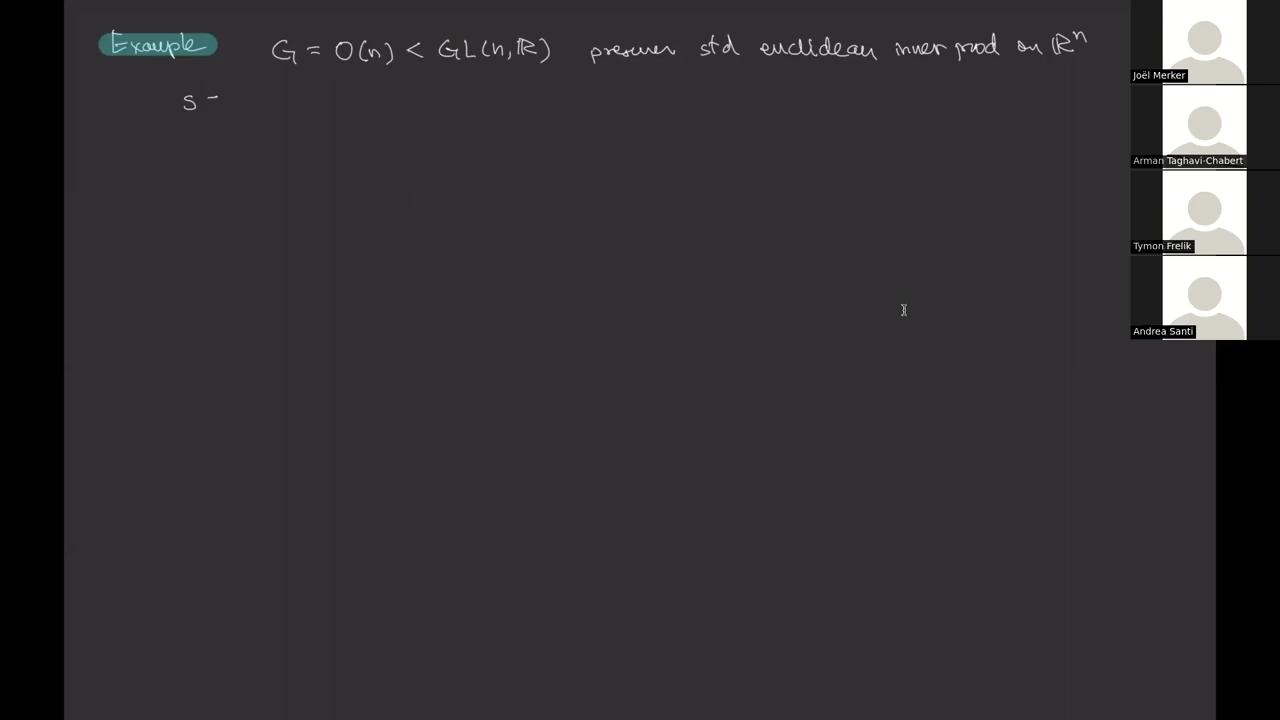 Example G = O(n) < GL(n,ℝ) preserves std euclidean inner prod on ℝⁿ
S -
Joël Merker
Arman Taghavi-Chabert
Tymon Frelik
Andrea Santi